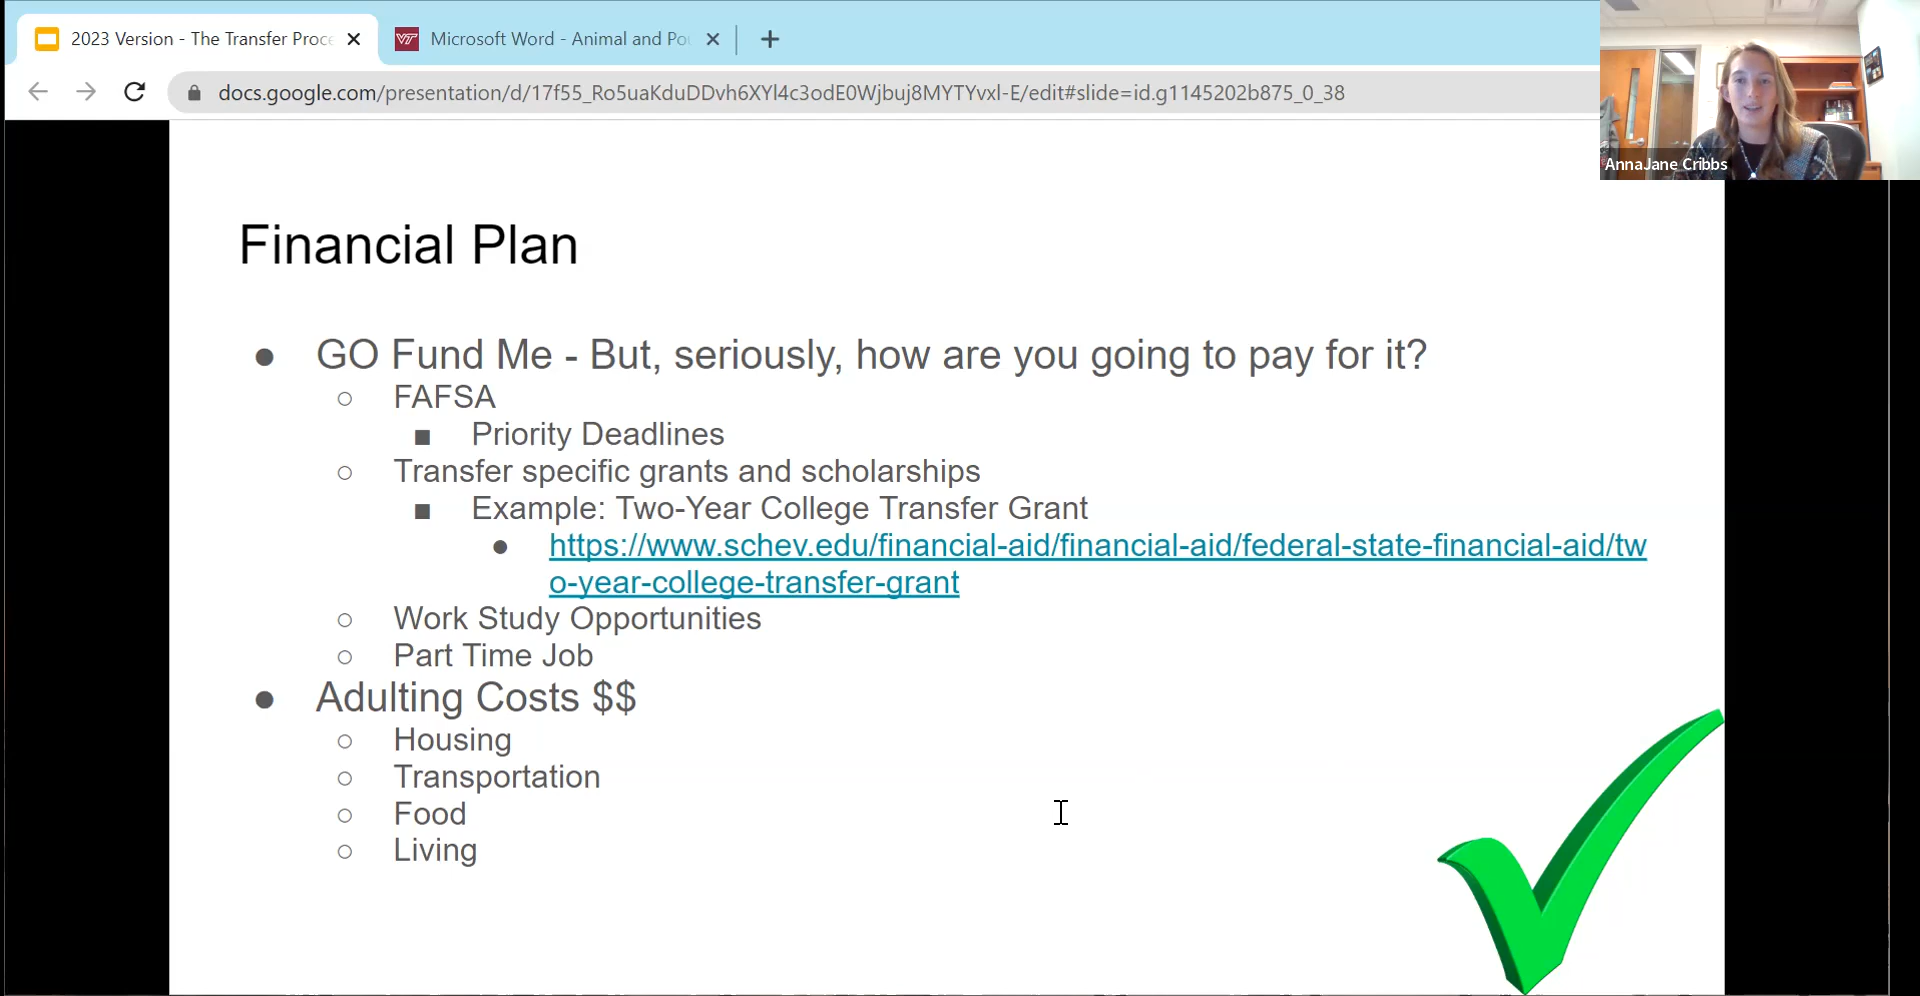 2023 Version - The Transfer Proce
Microsoft Word - Animal and Pou
docs.google.com/presentation/d/17f55_Ro5uaKduDDvh6XYl4c3odE0Wjbuj8MYTYvxI-E/edit#slide=id.g1145202b875_0_38
AnnaJane Cribbs
Financial Plan
● GO Fund Me - But, seriously, how are you going to pay for it?
○ FAFSA
■ Priority Deadlines
○ Transfer specific grants and scholarships
■ Example: Two-Year College Transfer Grant
● https://www.schev.edu/financial-aid/financial-aid/federal-state-financial-aid/tw
o-year-college-transfer-grant
○ Work Study Opportunities
○ Part Time Job
● Adulting Costs $$
○ Housing
○ Transportation
○ Food
○ Living